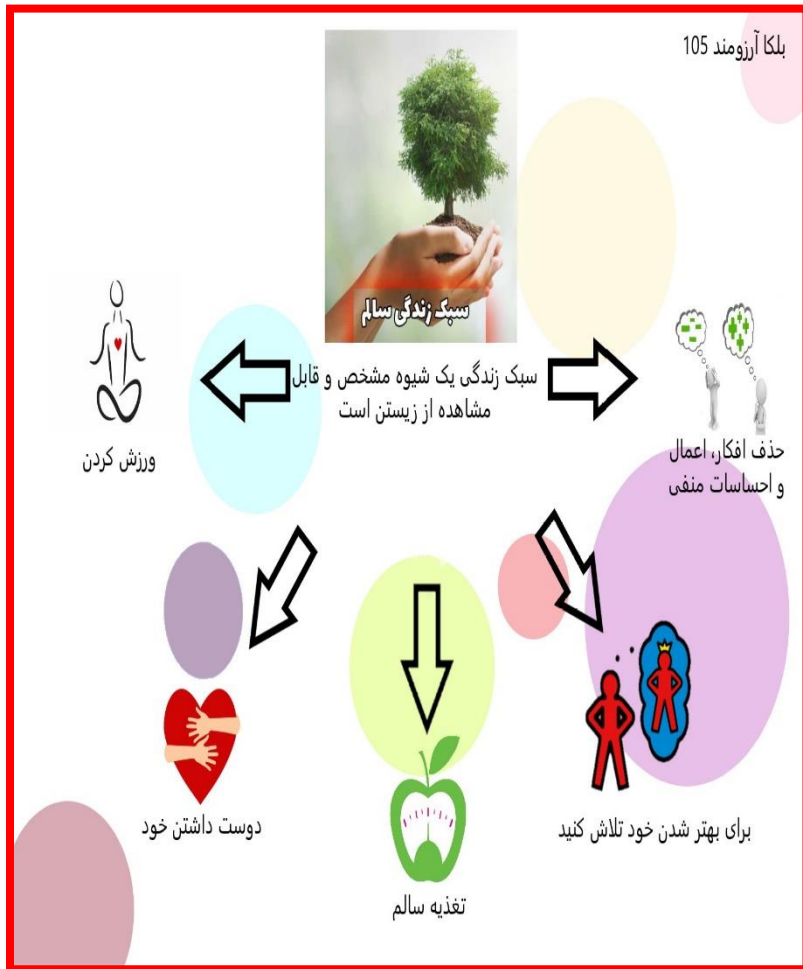 بلکا آرزومند 105
سبک زندگی سالم
سبک زندگی یک شیوه مشخص و قابل
مشاهده از زیستن است
حذف افکار، اعمال
و احساسات منفی
ورزش کردن
برای بهتر شدن خود تلاش کنید
دوست داشتن خود
تغذیه سالم